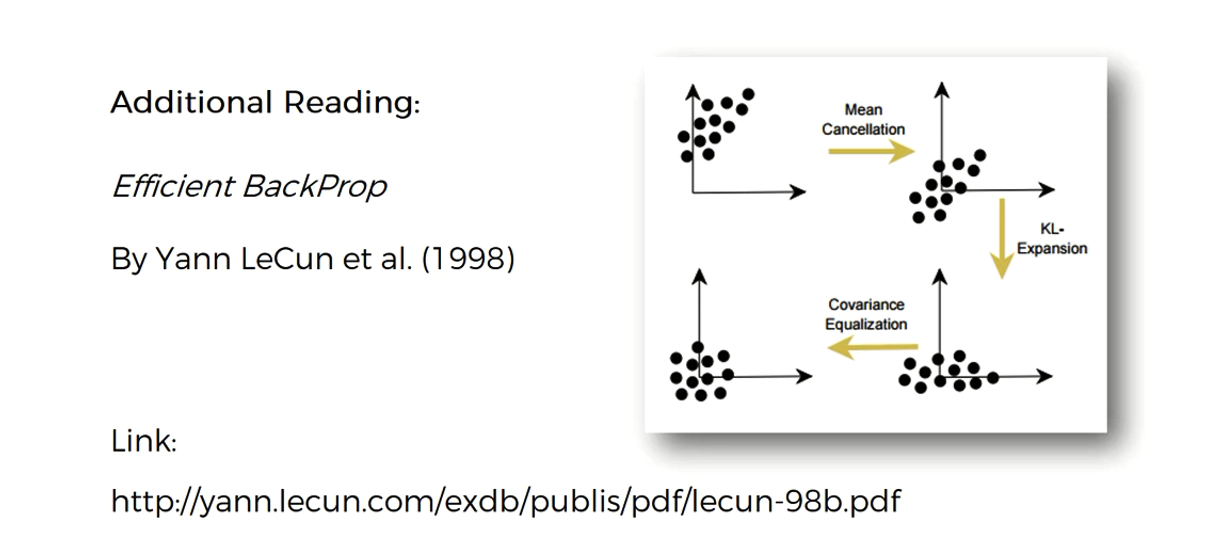 Additional Reading:
Efficient BackProp
By Yann LeCun et al. (1998)
Mean
Cancellation
KL-
Expansion
Covariance
Equalization
Link:
http://yann.lecun.com/exdb/publis/pdf/lecun-98b.pdf